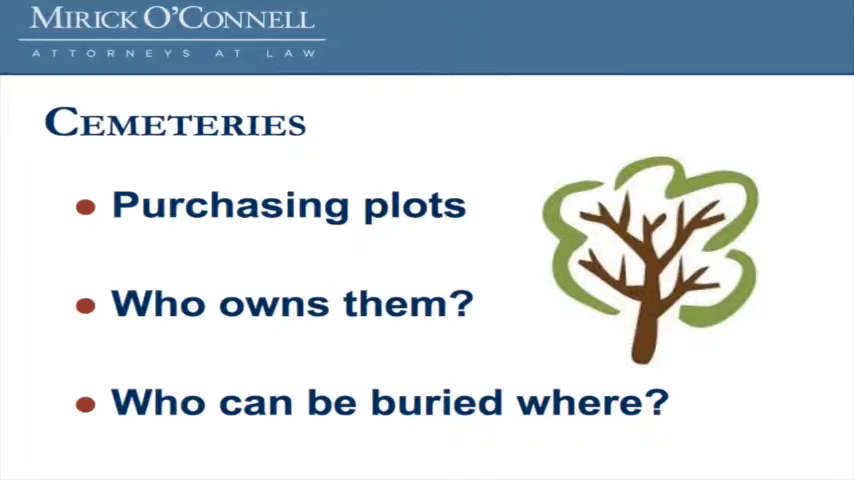 MIRICK O'CONNELL
ATTORNEYS AT LAW
CEMETERIES
Purchasing plots
Who owns them?
Who can be buried where?